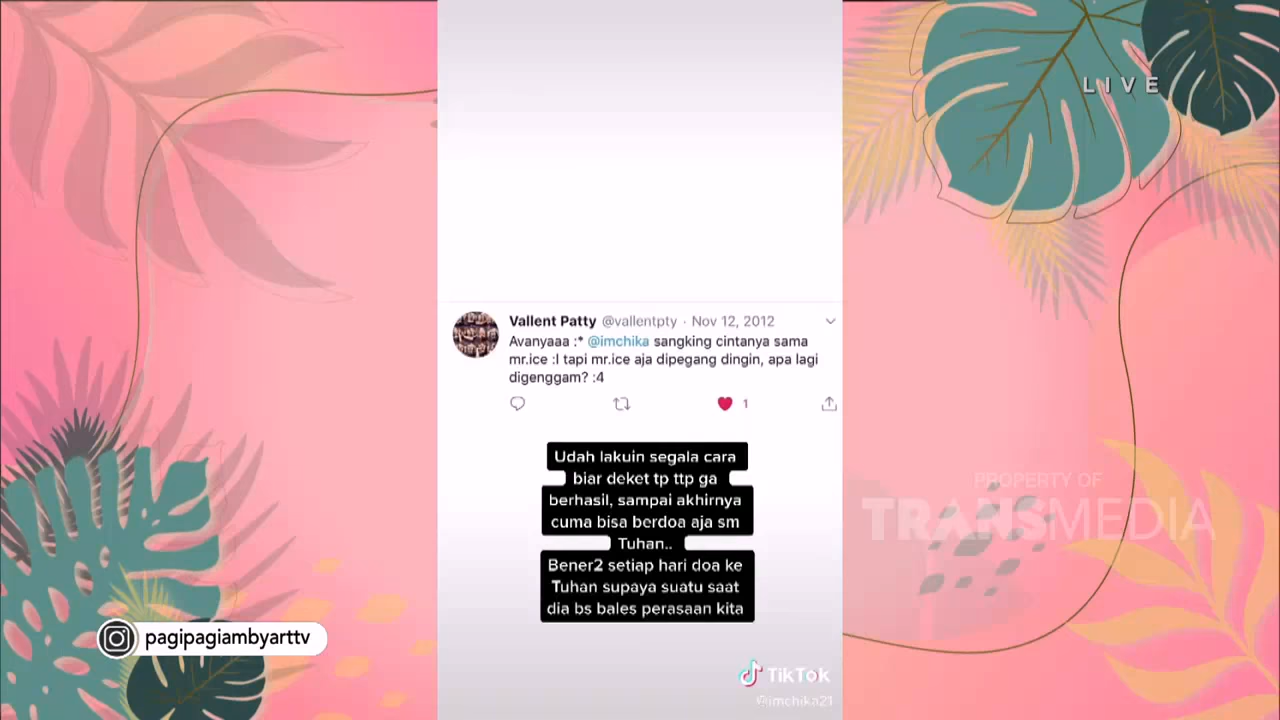 LIVE
Vallent Patty @vallentpty · Nov 12, 2012
Avanyaaa :* @imchika sangking cintanya sama
mr.ice :l tapi mr.ice aja dipegang dingin, apa lagi
digenggam? :4
1
Udah lakuin segala cara
biar deket tp ttp ga
berhasil, sampai akhirnya
cuma bisa berdoa aja sm
Tuhan..
Bener2 setiap hari doa ke
Tuhan supaya suatu saat
dia bs bales perasaan kita
PROPERTY OF
TRANSMEDIA
pagipagiambyarttv
TikTok
@imchika21